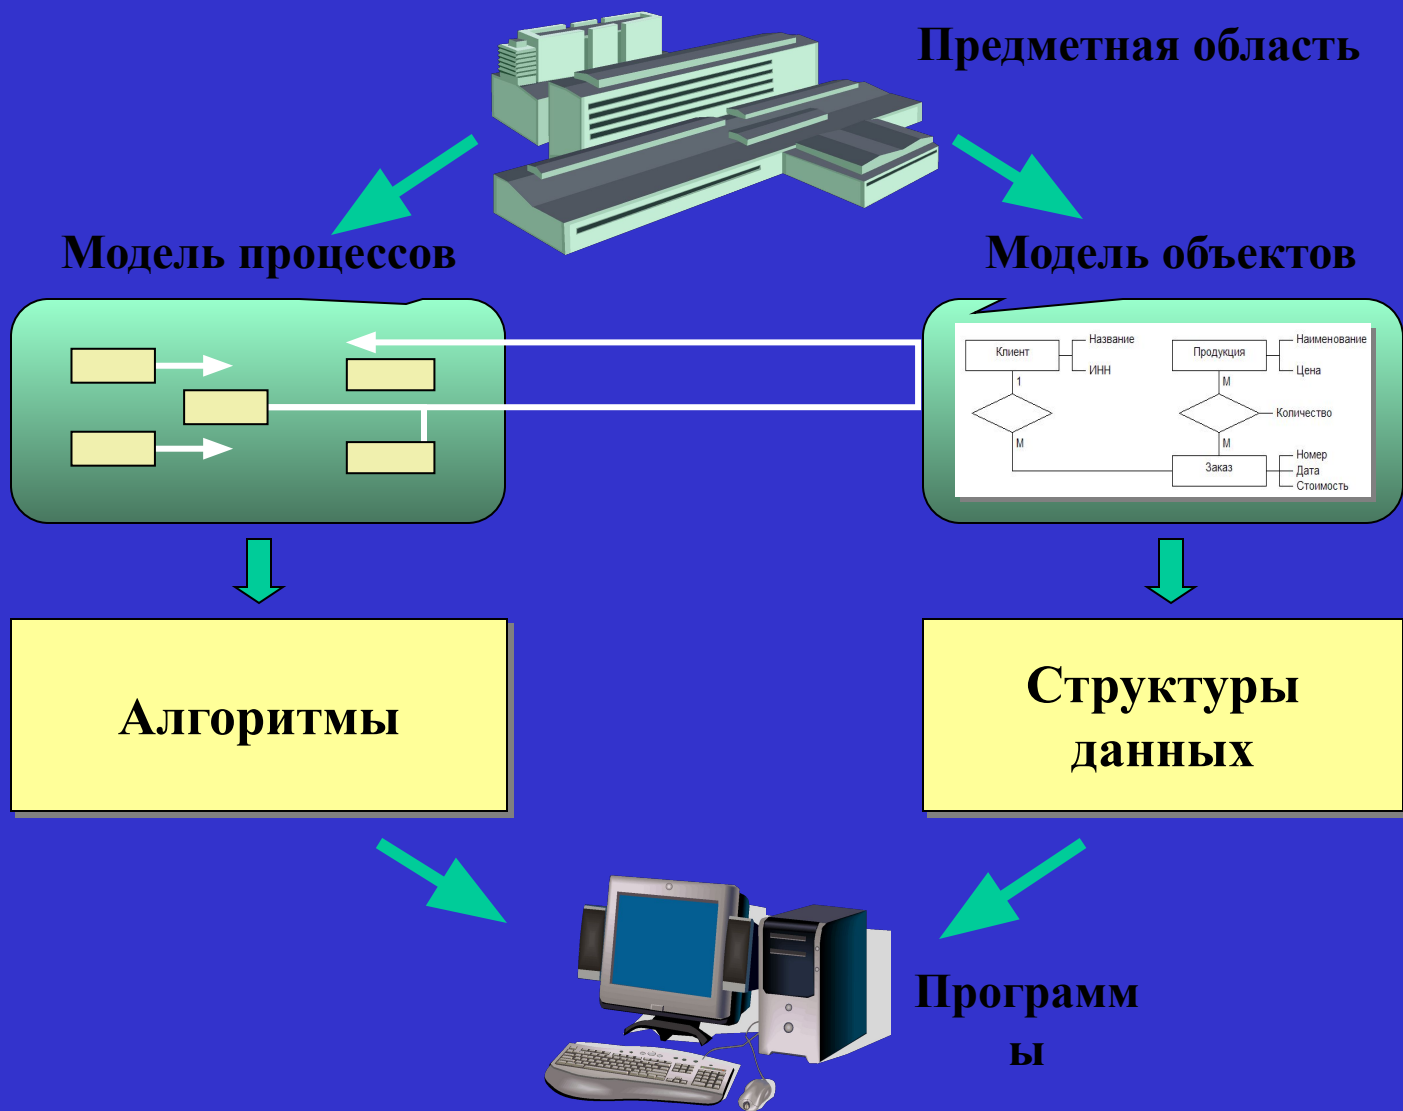 Предметная область
Модель процессов
Модель объектов
Клиент
Название
ИНН
Продукция
Наименование
Цена
1
М
Количество
М
М
Заказ
Номер
Дата
Стоимость
Алгоритмы
Структуры
данных
Программ
ы